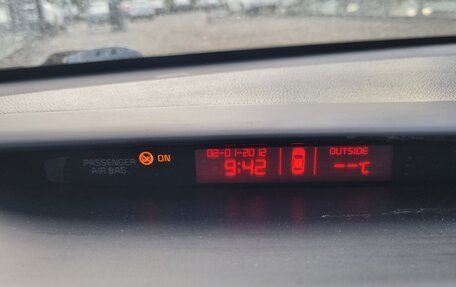 PASSENGER
AIR BAG
ON
02-01-2012
9:42
OUTSIDE
--°C